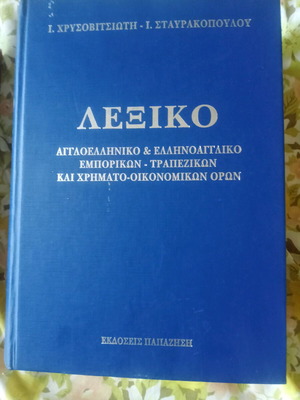 Ι. ΧΡΥΣΟΒΙΤΣΙΩΤΗ - Ι. ΣΤΑΥΡΑΚΟΠΟΥΛΟΥ
ΛΕΞΙΚΟ
ΑΓΓΛΟΕΛΛΗΝΙΚΟ & ΕΛΛΗΝΟΑΓΓΛΙΚΟ
ΕΜΠΟΡΙΚΩΝ - ΤΡΑΠΕΖΙΚΩΝ
ΚΑΙ ΧΡΗΜΑΤΟ-ΟΙΚΟΝΟΜΙΚΩΝ ΟΡΩΝ
ΕΚΔΟΣΕΙΣ ΠΑΠΑΖΗΣΗ